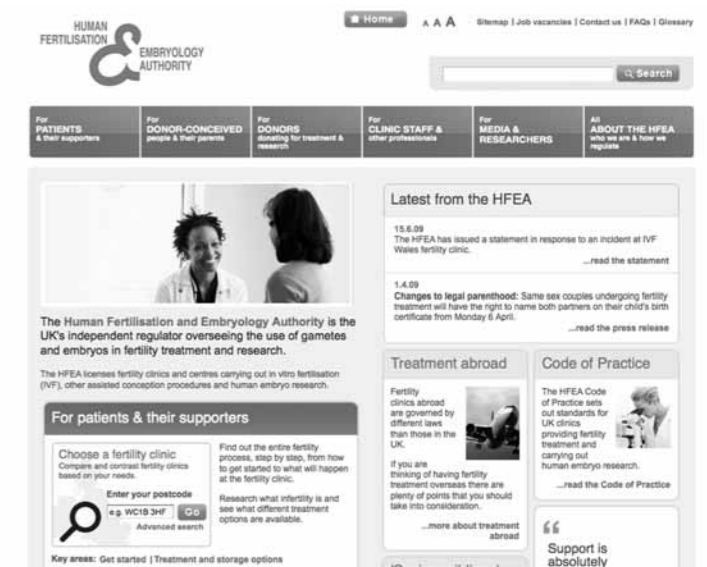 HUMAN
FERTILISATION &
EMBRYOLOGY
AUTHORITY
Home
A A A
Sitemap | Job vacancies | Contact us | FAQs | Glossary
Search
For
PATIENTS
& their supporters
For
DONOR-CONCEIVED
people & their parents
For
DONORS
donating for treatment &
research
For
CLINIC STAFF &
other professionals
For
MEDIA &
RESEARCHERS
All
ABOUT THE HFEA
who we are & how we
regulate
The Human Fertilisation and Embryology Authority is the
UK's independent regulator overseeing the use of gametes
and embryos in fertility treatment and research.
The HFEA licenses fertility clinics and centres carrying out in vitro fertilisation
(IVF), other assisted conception procedures and human embryo research.
For patients & their supporters
Choose a fertility clinic
Compare and contrast fertility clinics
based on your needs.
Enter your postcode
e.g. WC1B 3HF Go
Advanced search
Find out the entire fertility
process, step by step, from how
to get started to what will happen
at the fertility clinic.
Research what infertility is and
see what different treatment
options are available.
Key areas: Get started | Treatment and storage options
Latest from the HFEA
15.6.09
The HFEA has issued a statement in response to an incident at IVF
Wales fertility clinic.
...read the statement
1.4.09
Changes to legal parenthood: Same sex couples undergoing fertility
treatment will have the right to name both partners on their child's birth
certificate from Monday 6 April.
...read the press release
Treatment abroad
Fertility
clinics abroad
are governed by
different laws
than those in the
UK.
If you are
thinking of having fertility
treatment overseas there are
plenty of points that you should
take into consideration.
...more about treatment
abroad
Code of Practice
The HFEA Code
of Practice sets
out standards for
UK clinics
providing fertility
treatment and
carrying out
human embryo research.
...read the Code of Practice
Support is
absolutely